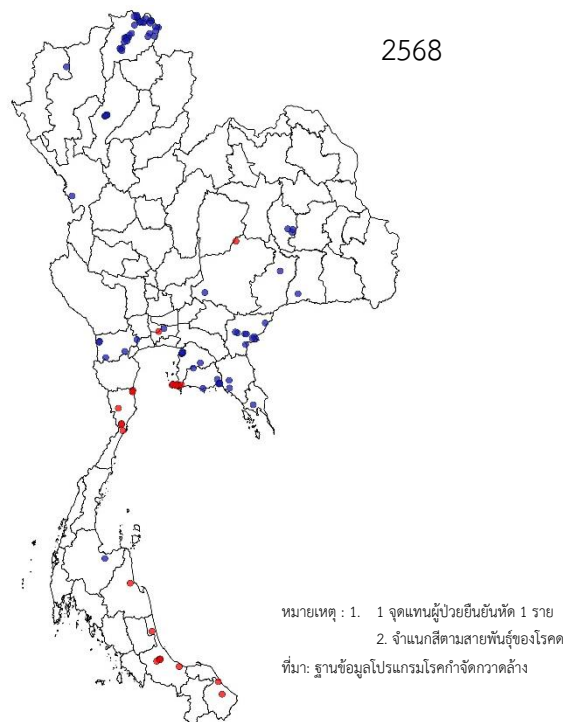 2568
หมายเหตุ : 1. 1 จุดแทนผู้ป่วยยืนยันหัด 1 ราย
2. จำแนกสีตามสายพันธุ์ของโรคด
ที่มา: ฐานข้อมูลโปรแกรมโรคกำจัดกวาดล้าง